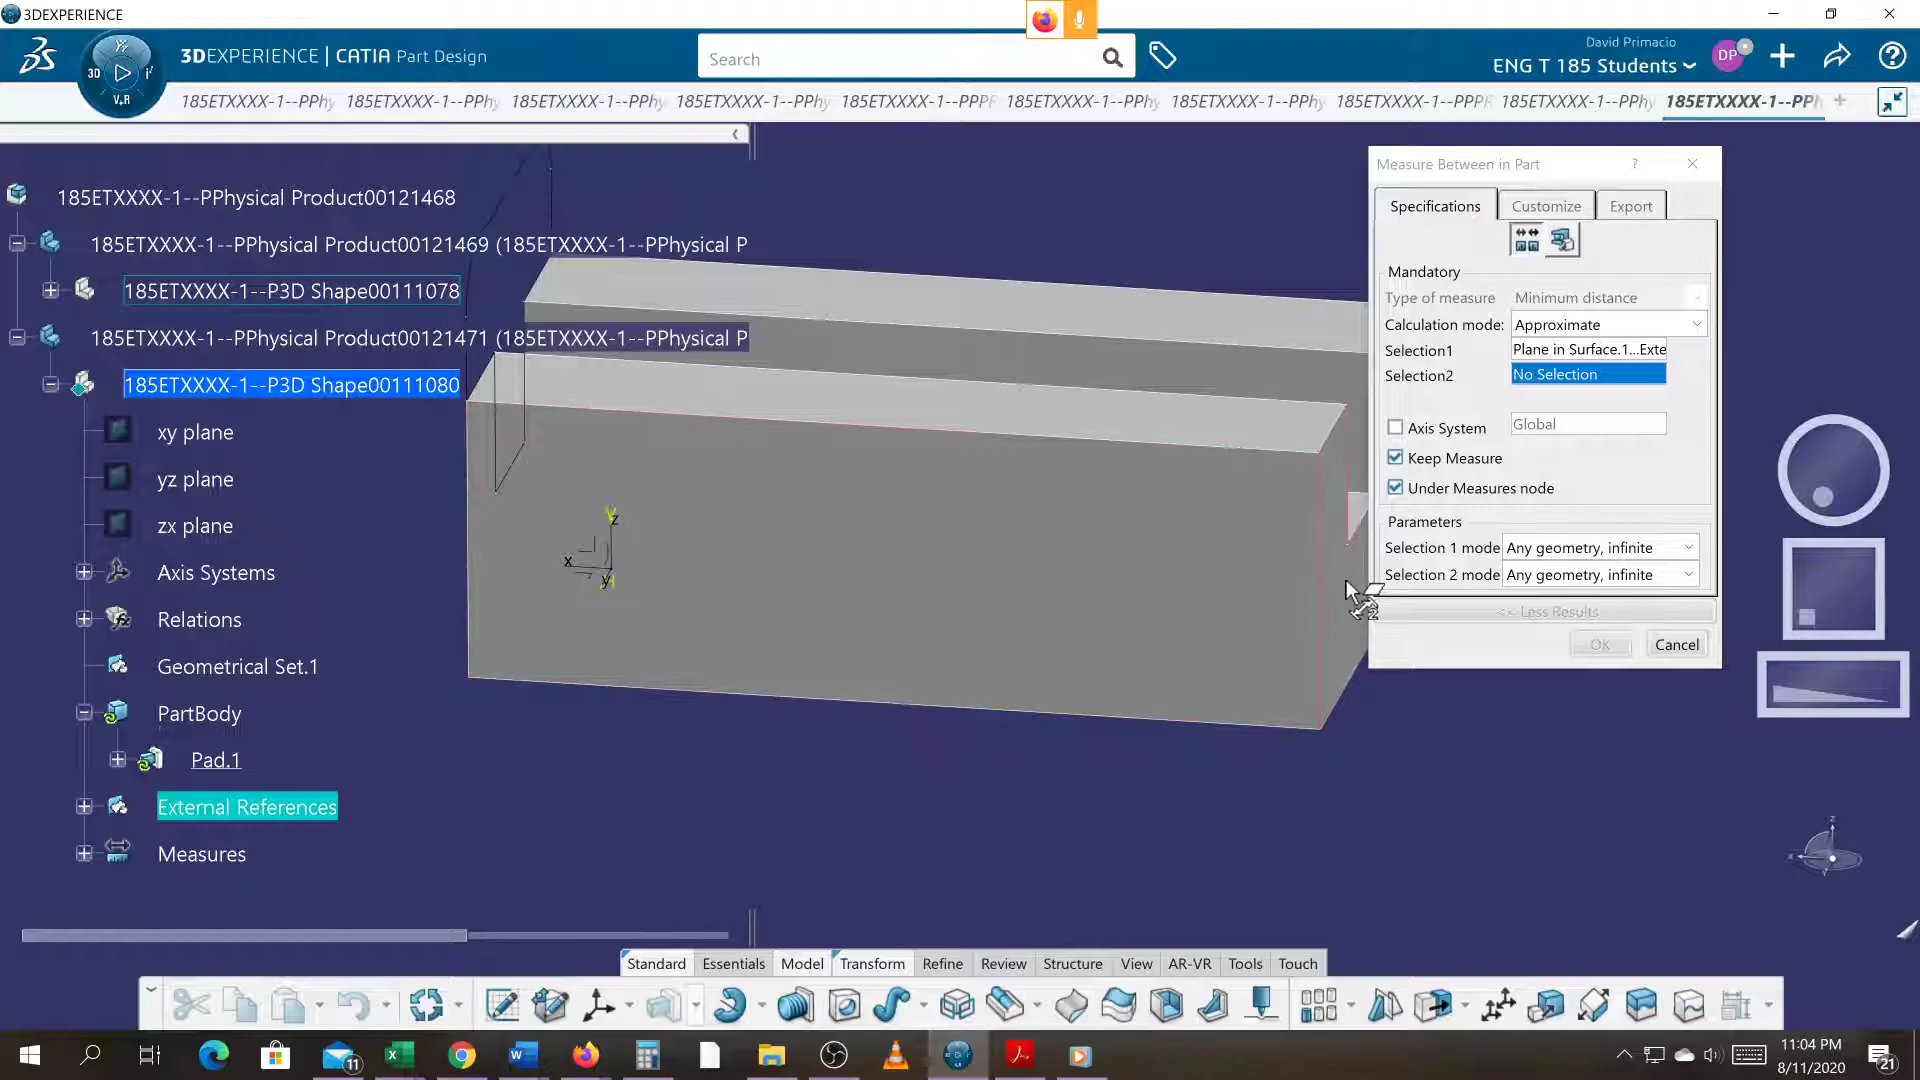 3DEXPERIENCE
3DEXPERIENCE | CATIA Part Design
3D
V.R
Search
David Primacio
ENG T 185 Students
DP
185ETXXXX-1--PPhy 185ETXXXX-1--PPhy 185ETXXXX-1--PPhy 185ETXXXX-1--PPhy 185ETXXXX-1--PPPF 185ETXXXX-1--PPhy 185ETXXXX-1--PPhy 185ETXXXX-1--PPPR 185ETXXXX-1--PPhy 185ETXXXX-1--PPh
185ETXXXX-1--PPhysical Product00121468
185ETXXXX-1--PPhysical Product00121469 (185ETXXXX-1--PPhysical P
185ETXXXX-1--P3D Shape00111078
185ETXXXX-1--PPhysical Product00121471 (185ETXXXX-1--PPhysical P
185ETXXXX-1--P3D Shape00111080
xy plane
yz plane
zx plane
Axis Systems
Relations
Geometrical Set.1
PartBody
Pad.1
External References
Measures
z
x
y
Measure Between in Part
?
Specifications Customize Export
Mandatory
Type of measure Minimum distance
Calculation mode: Approximate
Selection1 Plane in Surface.1...Exte
Selection2 No Selection
Axis System Global
Keep Measure
Under Measures node
Parameters
Selection 1 mode Any geometry, infinite
Selection 2 mode Any geometry, infinite
<< Less Results
OK Cancel
Standard Essentials Model Transform Refine Review Structure View AR-VR Tools Touch
11
11:04 PM
8/11/2020
21